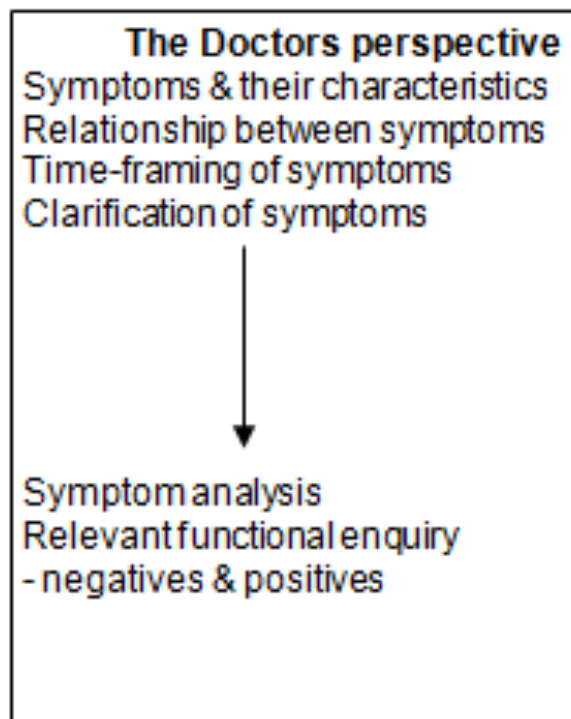 The Doctors perspective
Symptoms & their characteristics
Relationship between symptoms
Time-framing of symptoms
Clarification of symptoms
Symptom analysis
Relevant functional enquiry
- negatives & positives